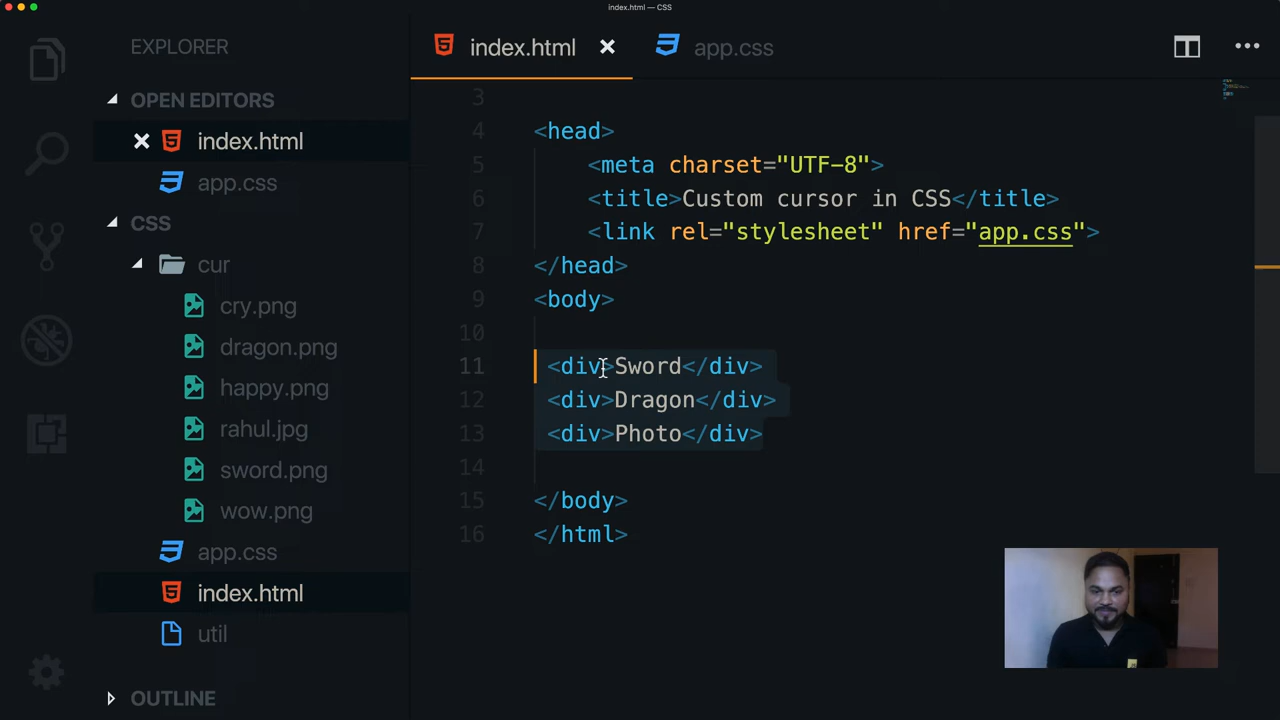 index.html — CSS
EXPLORER
OPEN EDITORS
index.html
app.css
CSS
cur
cry.png
dragon.png
happy.png
rahul.jpg
sword.png
wow.png
app.css
index.html
util
OUTLINE
index.html
app.css
3
4 <head>
5 <meta charset="UTF-8">
6 <title>Custom cursor in CSS</title>
7 <link rel="stylesheet" href="app.css">
8 </head>
9 <body>
10
11 <div>Sword</div>
12 <div>Dragon</div>
13 <div>Photo</div>
14
15 </body>
16 </html>